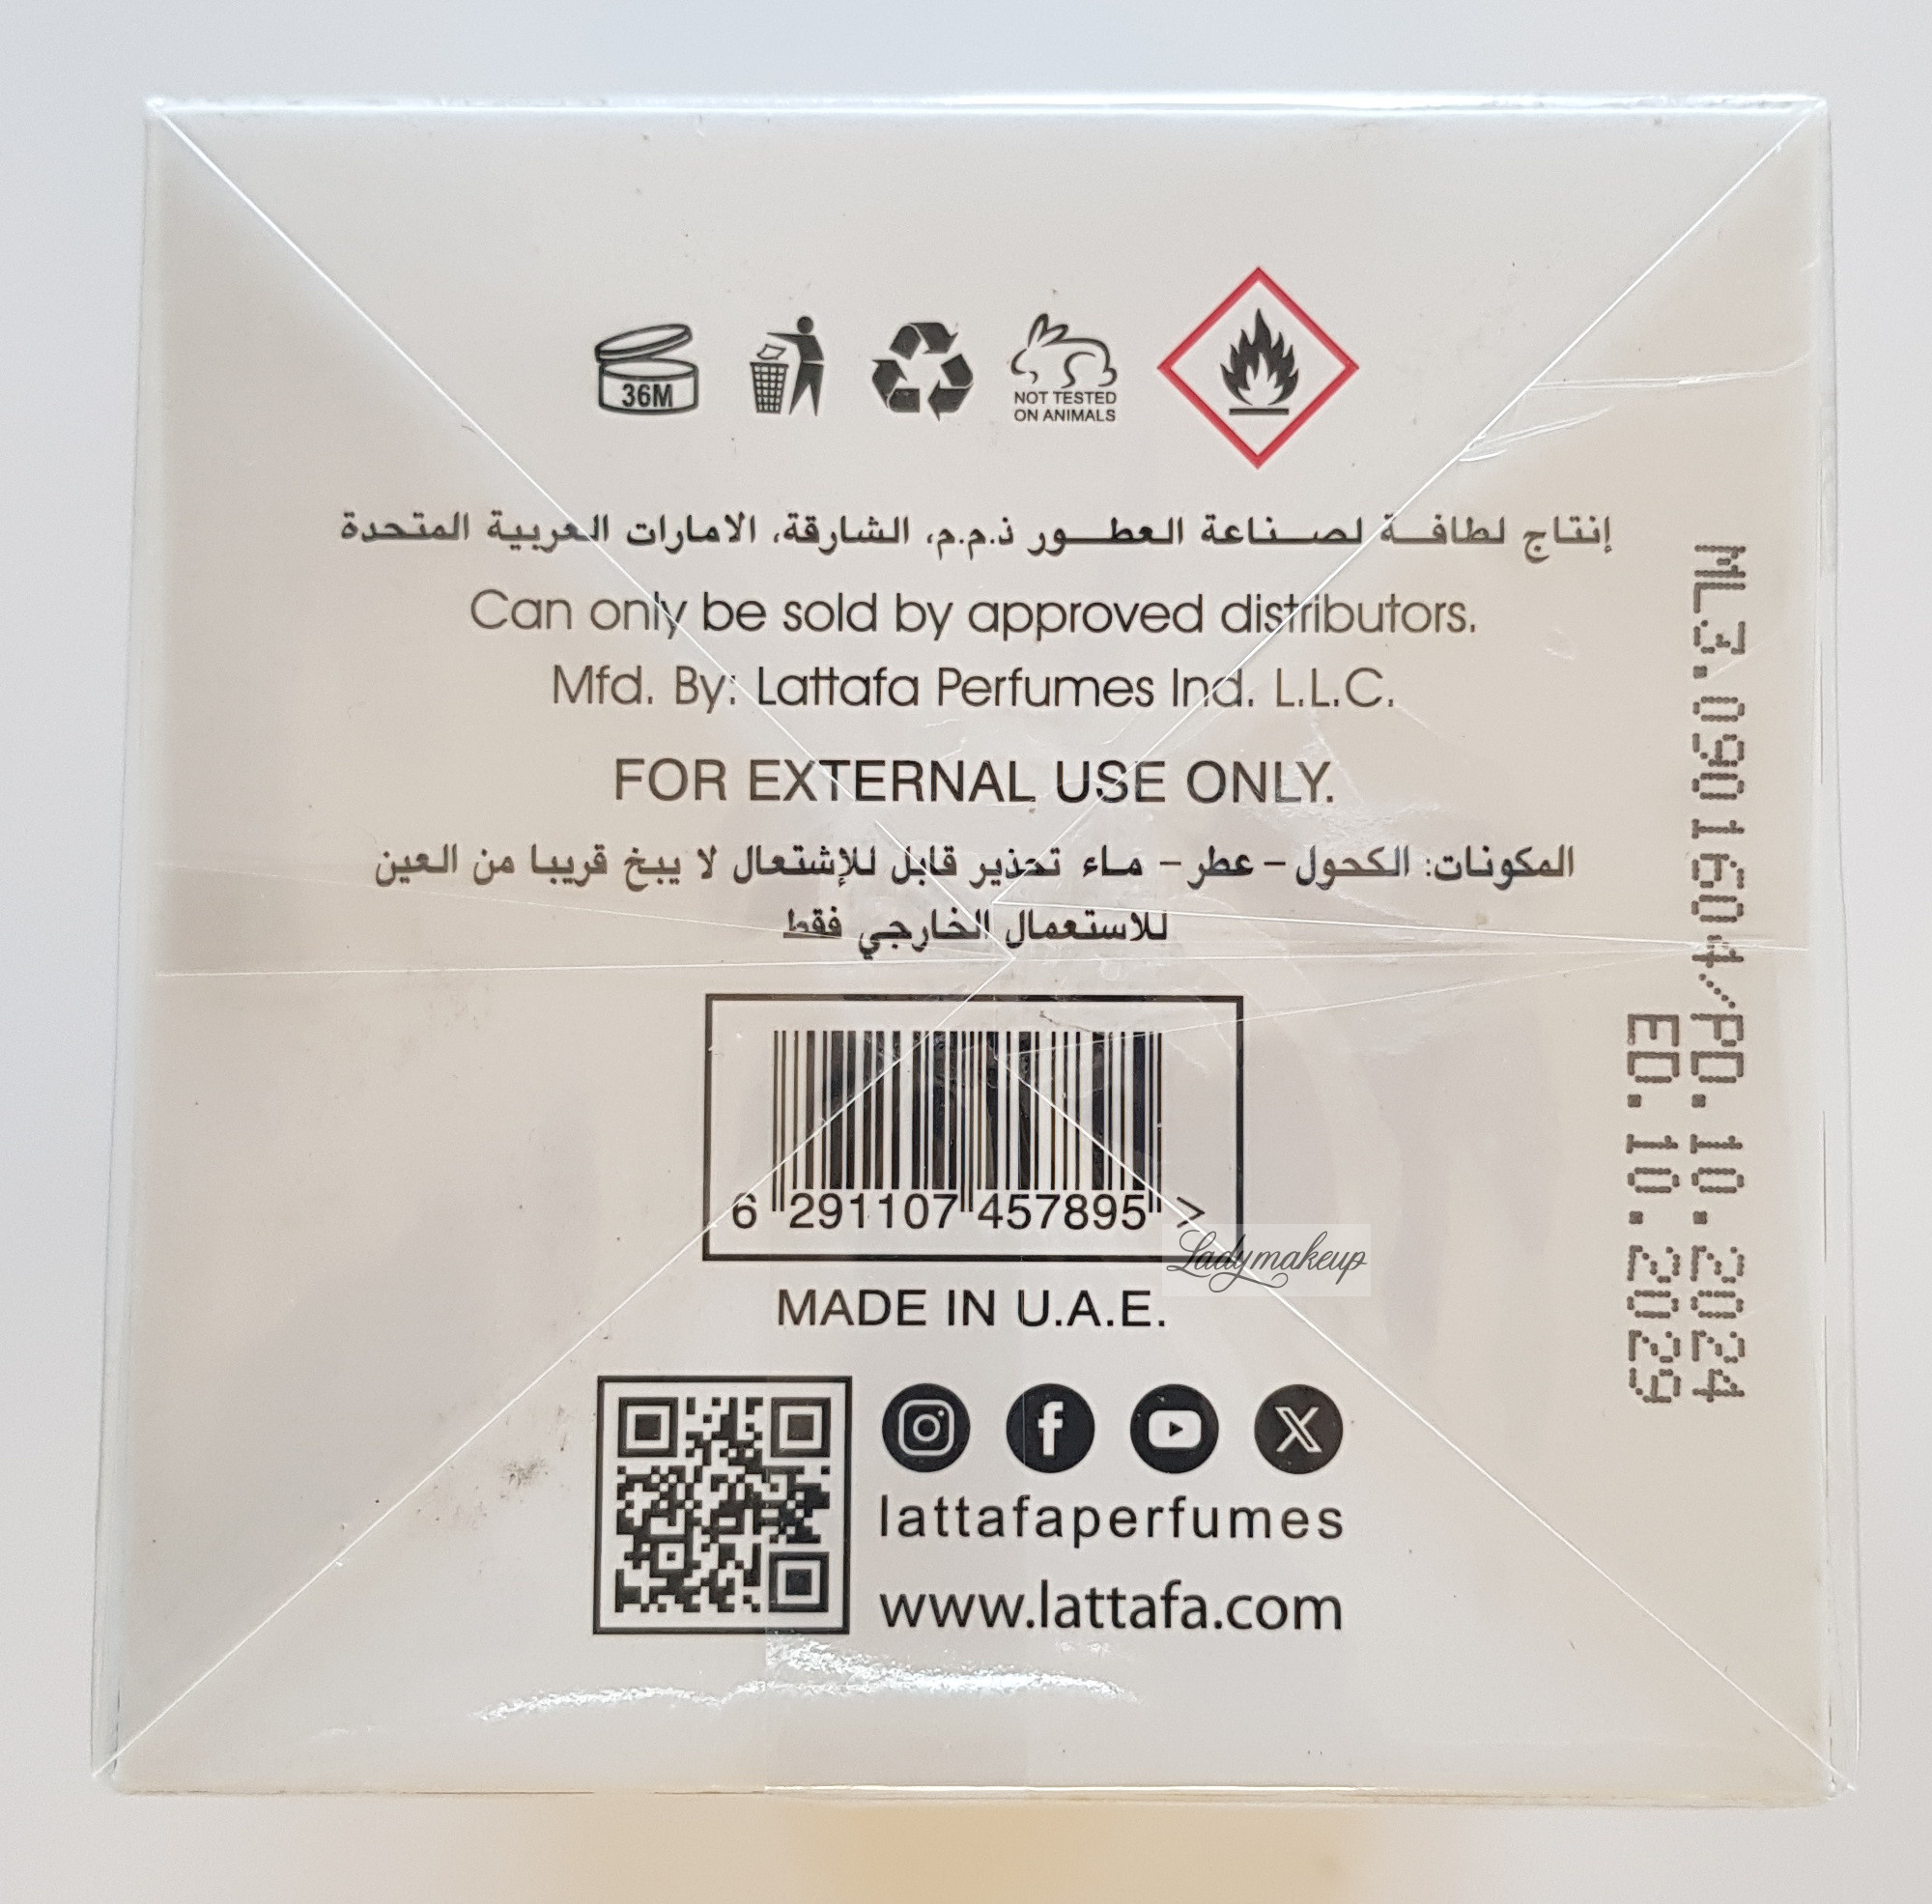 36M
NOT TESTED
ON ANIMALS
إنتاج لطافة لصناعة العطور ذ.م.م، الشارقة، الامارات العربية المتحدة
Can only be sold by approved distributors.
Mfd. By: Lattafa Perfumes Ind. L.L.C.
FOR EXTERNAL USE ONLY.
المكونات: الكحول - عطر - ماء تحذير قابل للإشتعال لا يبخ قريبا من العين
للاستعمال الخارجي فقط
6 291107 457895 >
Ladymakeup
MADE IN U.A.E.
lattafaperfumes
www.lattafa.com
ML3.0901604/PD.10.2024
ED.10.2029